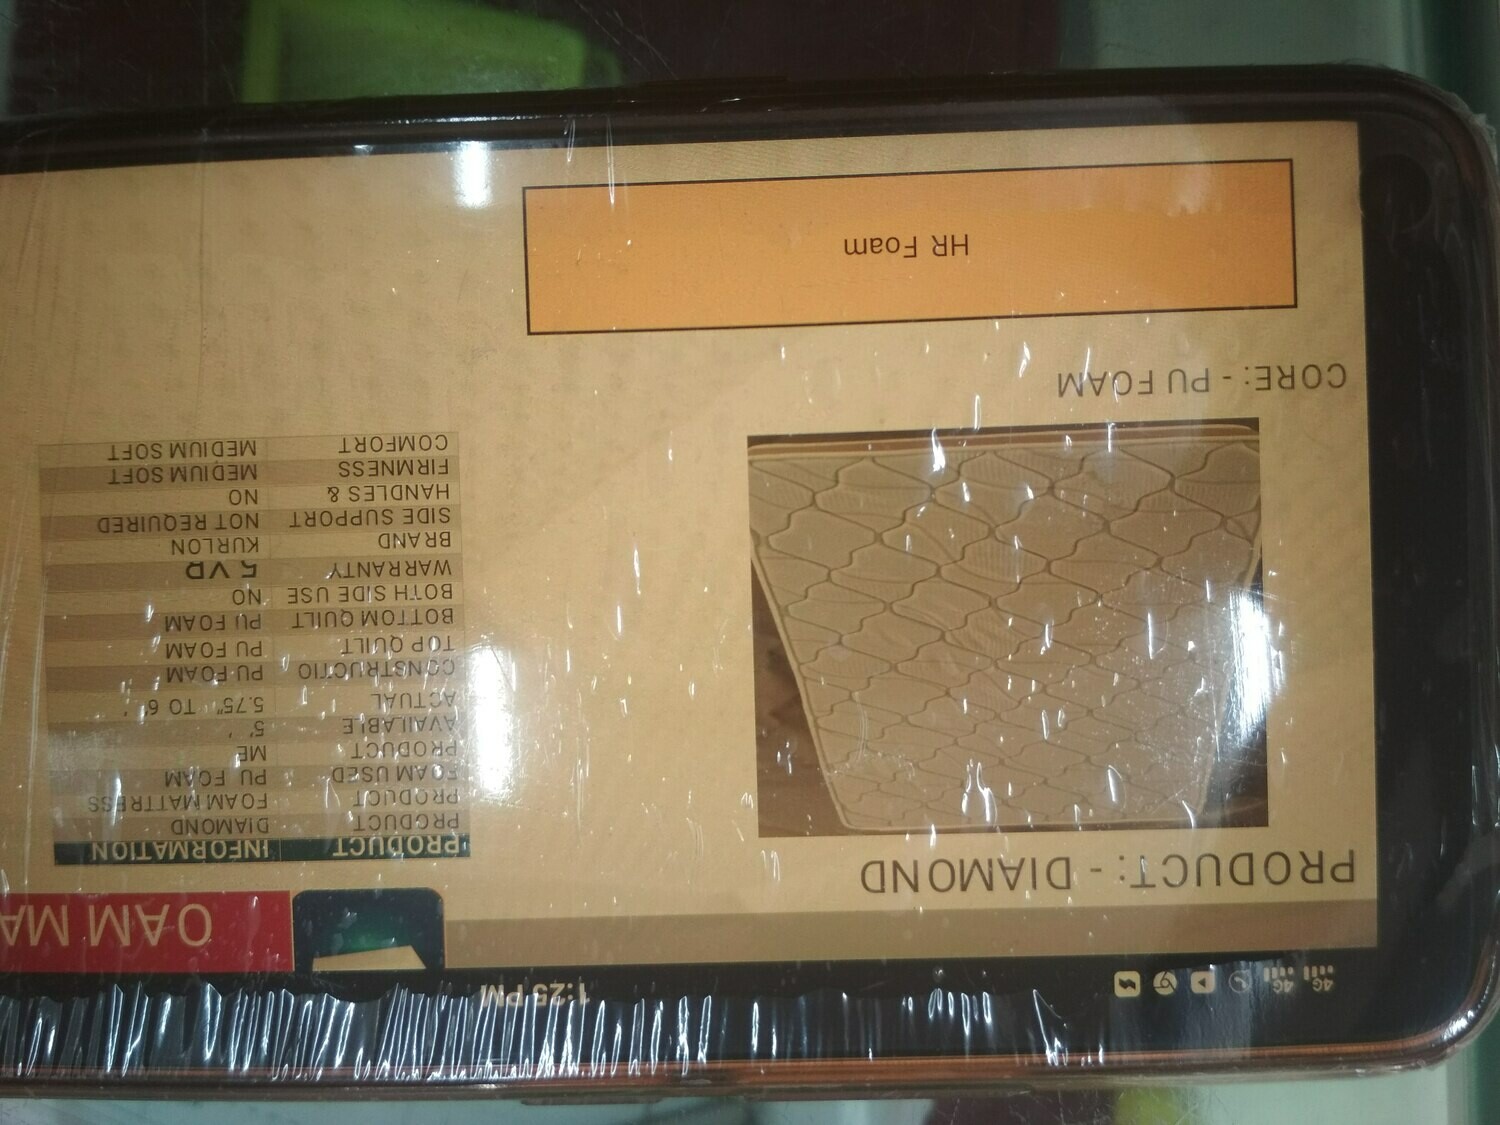 4G 4G
1:25 PM
OAM MA
PRODUCT: - DIAMOND
CORE: - PU FOAM
HR Foam
PRODUCT INFORMATION
PRODUCT DIAMOND
PRODUCT FOAM MATTRESS
FOAM USED PU FOAM
PRODUCT ME
AVAILABLE 5" '
ACTUAL 5.75" TO 6" '
CONSTRUCTIO PU FOAM
TOP QUILT PU FOAM
BOTTOM QUILT PU FOAM
BOTH SIDE USE NO
WARRANTY 5 YR
BRAND KURLON
SIDE SUPPORT NOT REQUIRED
HANDLES & NO
FIRMNESS MEDIUM SOFT
COMFORT MEDIUM SOFT